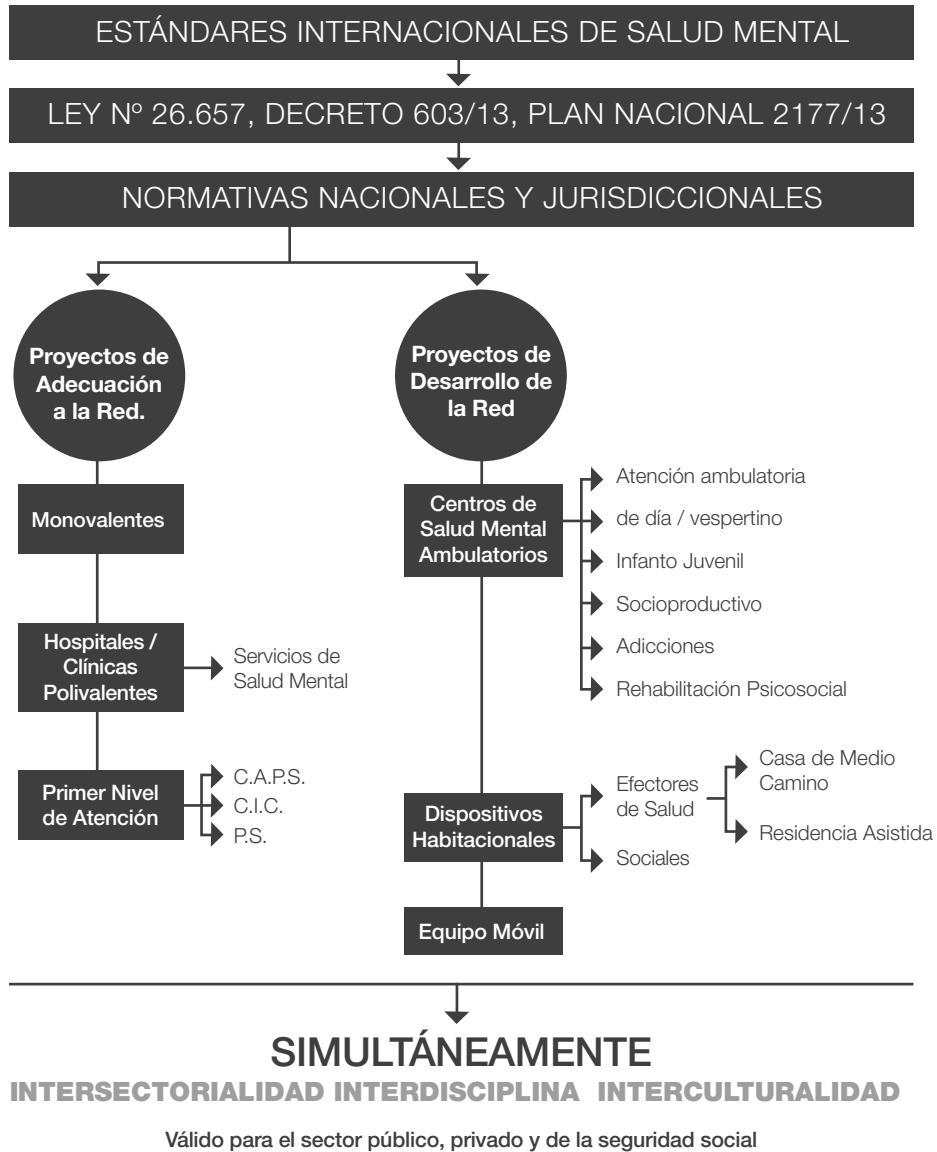 ESTÁNDARES INTERNACIONALES DE SALUD MENTAL
LEY Nº 26.657, DECRETO 603/13, PLAN NACIONAL 2177/13
NORMATIVAS NACIONALES Y JURISDICCIONALES
Proyectos de
Adecuación
a la Red.
Monovalentes
Hospitales /
Clínicas
Polivalentes
Servicios de
Salud Mental
Primer Nivel
de Atención
C.A.P.S.
C.I.C.
P.S.
Proyectos de
Desarrollo de
la Red
Centros de
Salud Mental
Ambulatorios
Atención ambulatoria
de día / vespertino
Infanto Juvenil
Socioproductivo
Adicciones
Rehabilitación Psicosocial
Dispositivos
Habitacionales
Efectores
de Salud
Casa de Medio
Camino
Residencia Asistida
Sociales
Equipo Móvil
SIMULTÁNEAMENTE
INTERSECTORIALIDAD INTERDISCIPLINA INTERCULTURALIDAD
Válido para el sector público, privado y de la seguridad social